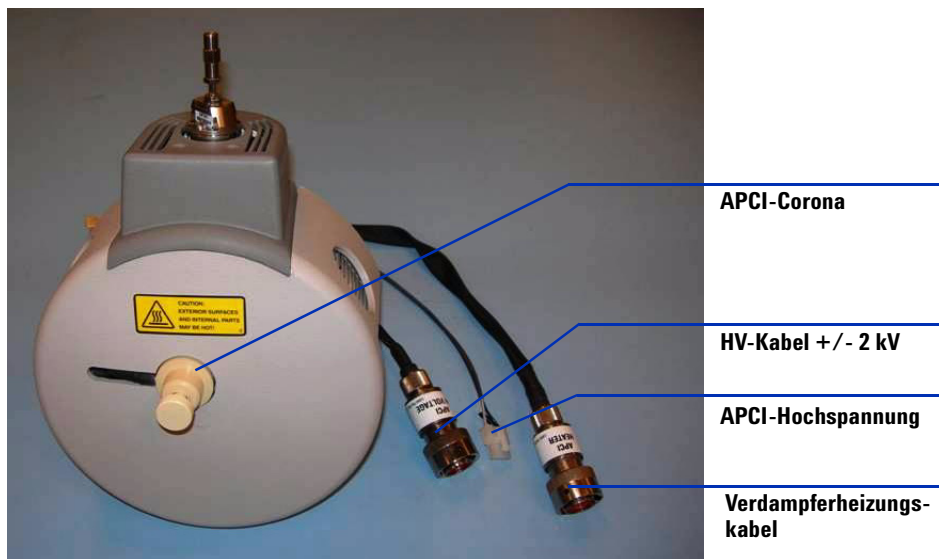 CAUTION:
EXTERIOR SURFACES
AND INTERNAL PARTS
MAY BE HOT!
APCI-Corona
HV-Kabel +/- 2 kV
APCI
VOLTAGE
APCI-Hochspannung
APCI
HEATER
Verdampferheizungs-
kabel